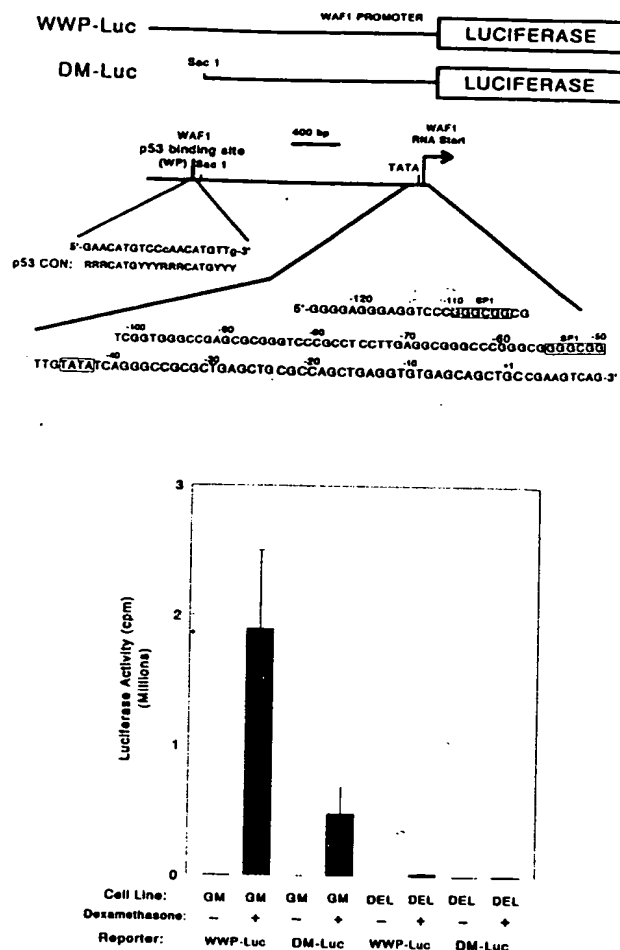 WAF1 PROMOTER
WWP-Luc LUCIFERASE
DM-Luc Sac 1 LUCIFERASE
WAF1
p53 binding site
(WP) Sac 1
400 bp
WAF1
RNA Start
TATA
5'-GAACATGTCCcAACATGTTg-3'
p53 CON: RRRCATGYYYRRRCATGYYY
-120 -110 SP1
5'-GGGGAGGGAGGTCCCGGGCGGCG
-100 -90 -80 -70 -60 SP1 -50
TCGGTGGGCCGAGCGCGGGTCCCGCCTCCTTGAGGCGGGCCCGGGCGGGGCGG
TTGTATATCAGGGCCGCGCTGAGCTGCGCCAGCTGAGGTGTGAGCAGCTGCCGAAGTCAG-3'
-40 -30 -20 -10 +1
3
2
1
0
Luciferase Activity (cpm)
(Millions)
Cell Line: GM GM GM GM DEL DEL DEL DEL
Dexamethasone: − + − + − + − +
Reporter: WWP-Luc DM-Luc WWP-Luc DM-Luc